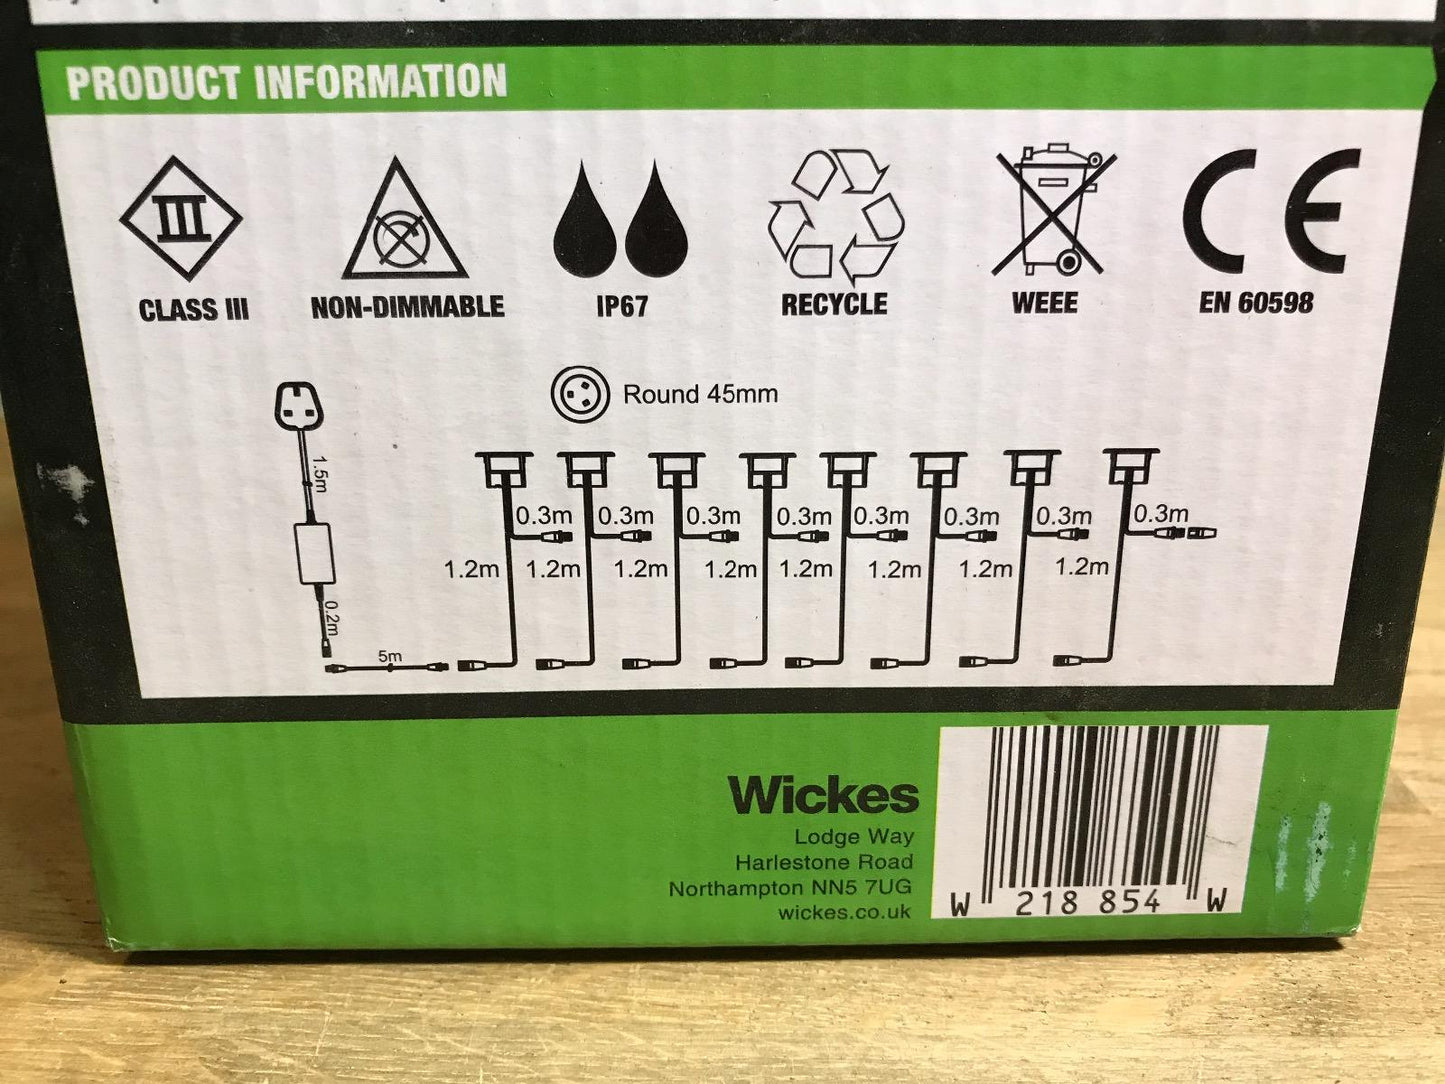 PRODUCT INFORMATION
III
CLASS III
NON-DIMMABLE
IP67
RECYCLE
WEEE
CE
EN 60598
Round 45mm
1.5m
0.2m
5m
0.3m 0.3m 0.3m 0.3m 0.3m 0.3m 0.3m 0.3m
1.2m 1.2m 1.2m 1.2m 1.2m 1.2m 1.2m 1.2m
Wickes
Lodge Way
Harlestone Road
Northampton NN5 7UG
wickes.co.uk
W 218 854 W